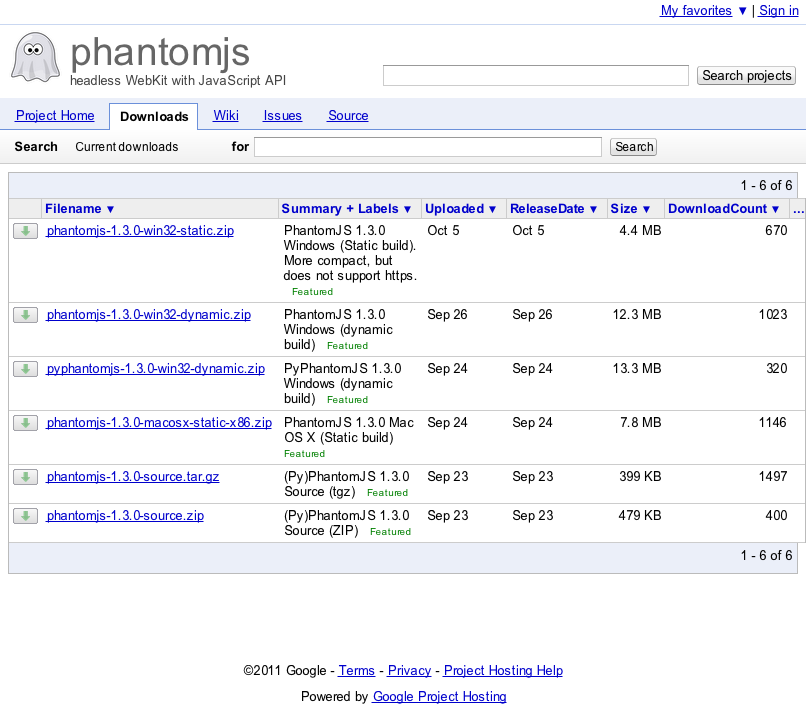 My favorites ▼ | Sign in
phantomjs
headless WebKit with JavaScript API
Search projects
Project Home Downloads Wiki Issues Source
Search Current downloads for Search
1 - 6 of 6
Filename ▼ Summary + Labels ▼ Uploaded ▼ ReleaseDate ▼ Size ▼ DownloadCount ▼ ...
phantomjs-1.3.0-win32-static.zip PhantomJS 1.3.0 Oct 5 Oct 5 4.4 MB 670
Windows (Static build).
More compact, but
does not support https.
Featured
phantomjs-1.3.0-win32-dynamic.zip PhantomJS 1.3.0 Sep 26 Sep 26 12.3 MB 1023
Windows (dynamic
build) Featured
pyphantomjs-1.3.0-win32-dynamic.zip PyPhantomJS 1.3.0 Sep 24 Sep 24 13.3 MB 320
Windows (dynamic
build) Featured
phantomjs-1.3.0-macosx-static-x86.zip PhantomJS 1.3.0 Mac Sep 24 Sep 24 7.8 MB 1146
OS X (Static build)
Featured
phantomjs-1.3.0-source.tar.gz (Py)PhantomJS 1.3.0 Sep 23 Sep 23 399 KB 1497
Source (tgz) Featured
phantomjs-1.3.0-source.zip (Py)PhantomJS 1.3.0 Sep 23 Sep 23 479 KB 400
Source (ZIP) Featured
1 - 6 of 6
©2011 Google - Terms - Privacy - Project Hosting Help
Powered by Google Project Hosting